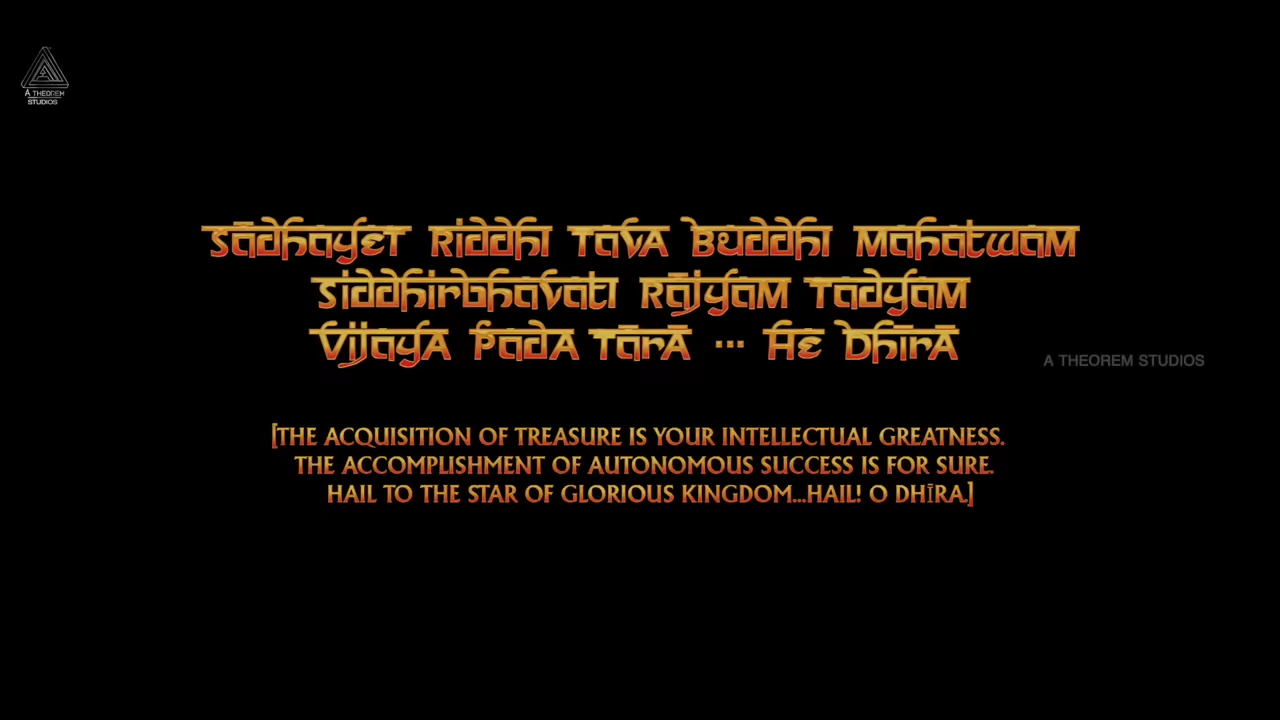 A THEOREM
STUDIOS
Sādhayet Riddhi Tava Buddhi Mahatwam
Siddhirbhavati Rājyam Tadyam
Vijaya Pada Tārā ... He Dhīrā
A THEOREM STUDIOS
[THE ACQUISITION OF TREASURE IS YOUR INTELLECTUAL GREATNESS.
THE ACCOMPLISHMENT OF AUTONOMOUS SUCCESS IS FOR SURE.
HAIL TO THE STAR OF GLORIOUS KINGDOM...HAIL! O DHĪRA.]